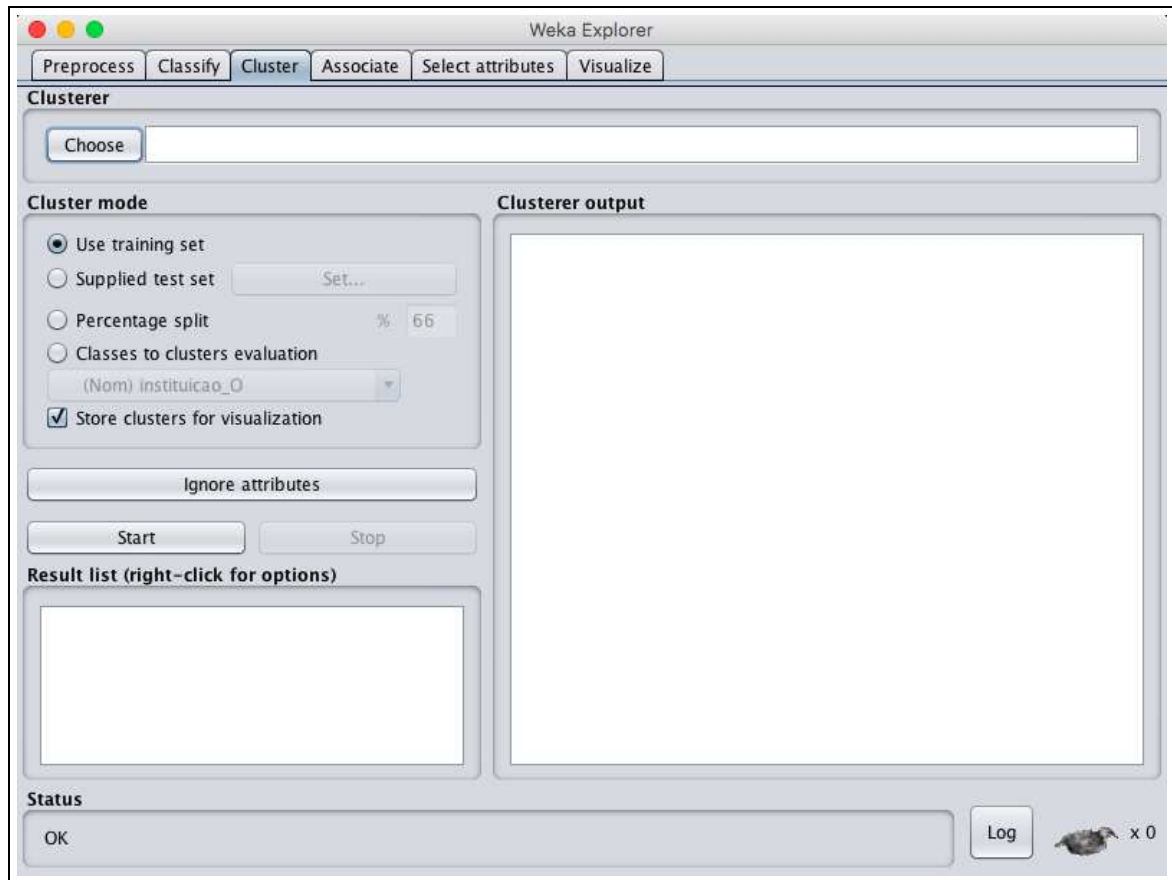 Weka Explorer
Preprocess Classify Cluster Associate Select attributes Visualize
Clusterer
Choose
Cluster mode
Use training set
Supplied test set Set...
Percentage split % 66
Classes to clusters evaluation
(Nom) instituicao_O
Store clusters for visualization
Ignore attributes
Start Stop
Result list (right-click for options)
Clusterer output
Status
OK
Log x 0